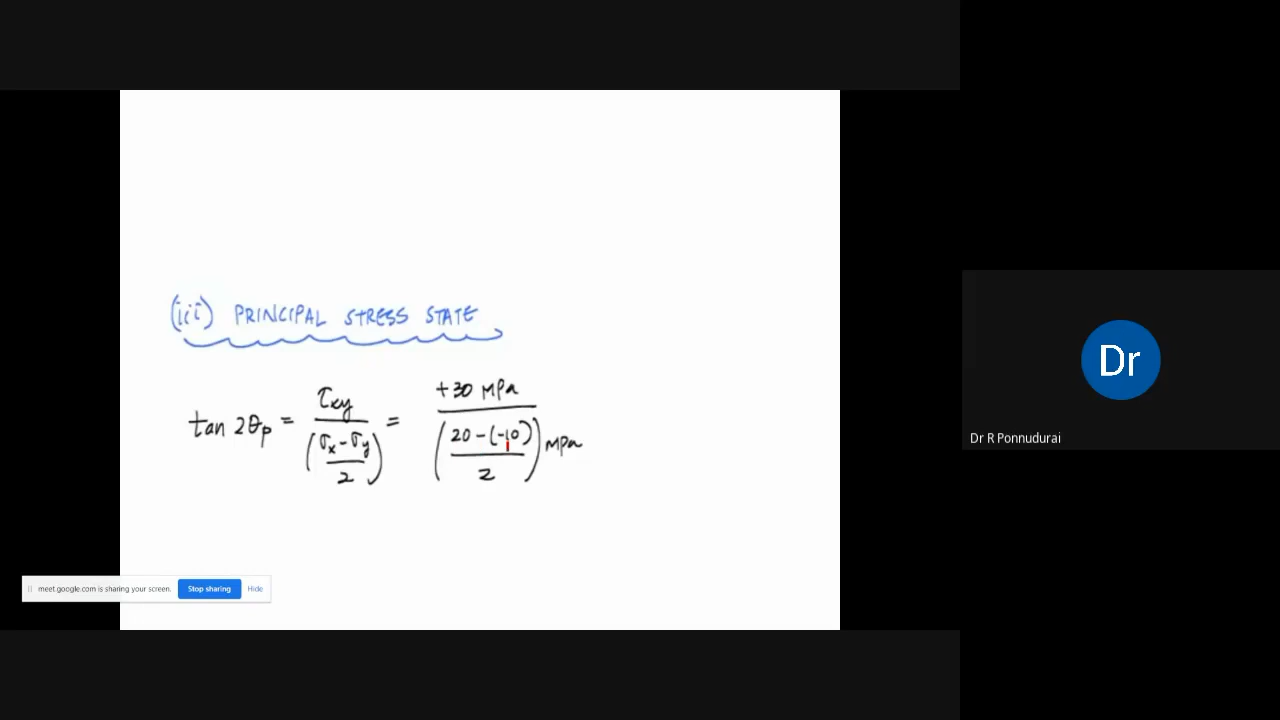 (iii) PRINCIPAL STRESS STATE
tan 2θp = τxy / ((σx - σy) / 2) = +30 MPa / ((20 - (-10)) / 2) MPa
Dr
Dr R Ponnudurai
meet.google.com is sharing your screen. Stop sharing Hide